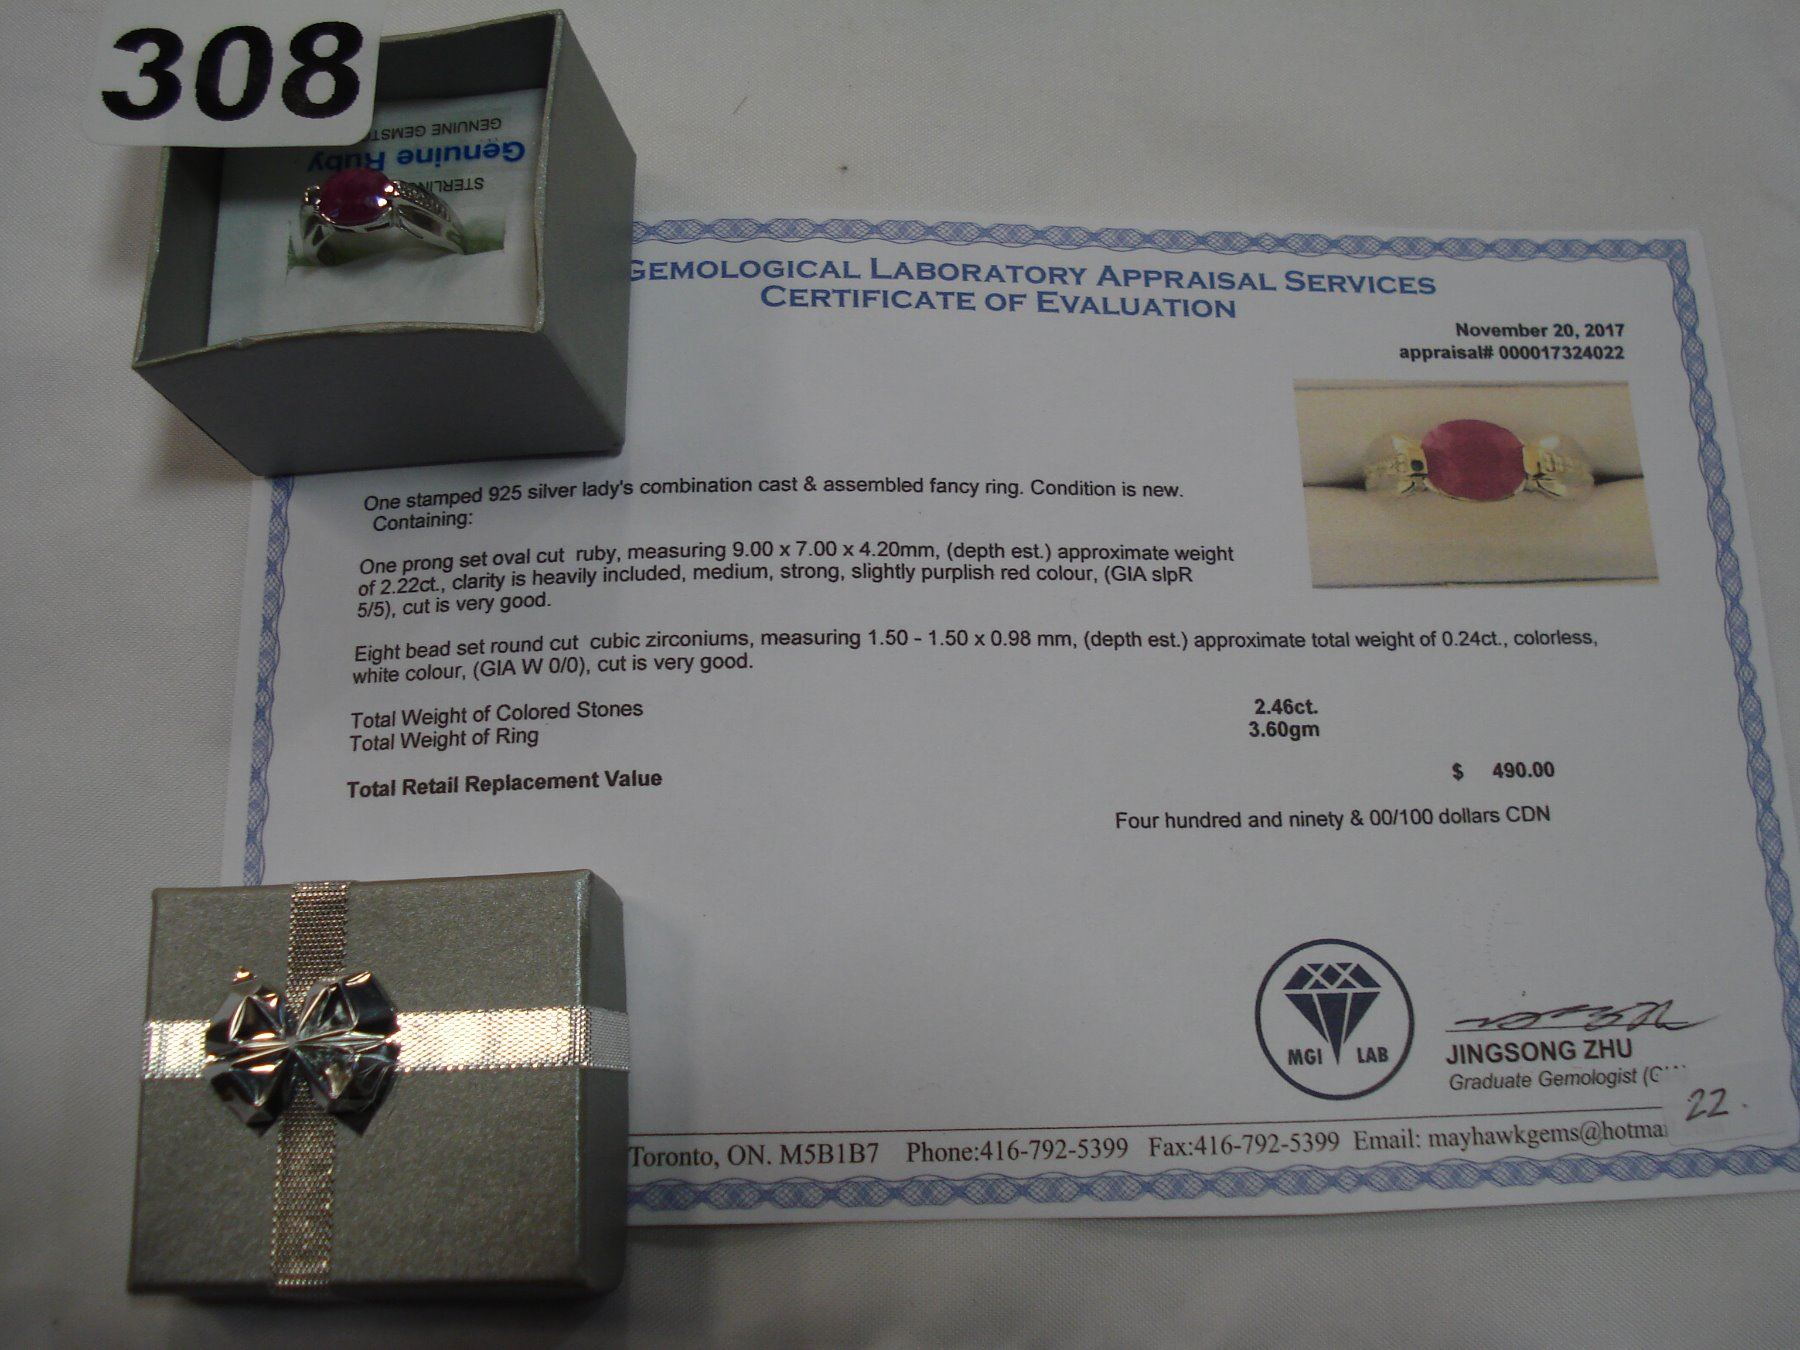 308
GENUINE
Genuine Ruby
GEMOLOGICAL LABORATORY APPRAISAL SERVICES
CERTIFICATE OF EVALUATION
November 20, 2017
appraisal# 000017324022
One stamped 925 silver lady's combination cast & assembled fancy ring. Condition is new.
Containing:
One prong set oval cut ruby, measuring 9.00 x 7.00 x 4.20mm, (depth est.) approximate weight
of 2.22ct., clarity is heavily included, medium, strong, slightly purplish red colour, (GIA slpR
5/5), cut is very good.
Eight bead set round cut cubic zirconiums, measuring 1.50 - 1.50 x 0.98 mm, (depth est.) approximate total weight of 0.24ct., colorless,
white colour, (GIA W 0/0), cut is very good.
Total Weight of Colored Stones 2.46ct.
Total Weight of Ring 3.60gm
Total Retail Replacement Value $ 490.00
Four hundred and ninety & 00/100 dollars CDN
MGI LAB
JINGSONG ZHU
Graduate Gemologist
22.
Toronto, ON. M5B1B7 Phone:416-792-5399 Fax:416-792-5399 Email: mayhawkgems@hotmai